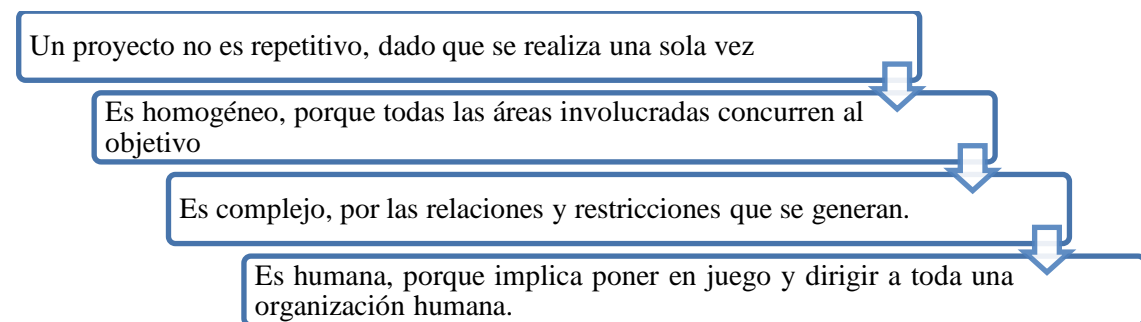 Un proyecto no es repetitivo, dado que se realiza una sola vez
Es homogéneo, porque todas las áreas involucradas concurren al
objetivo
Es complejo, por las relaciones y restricciones que se generan.
Es humana, porque implica poner en juego y dirigir a toda una
organización humana.